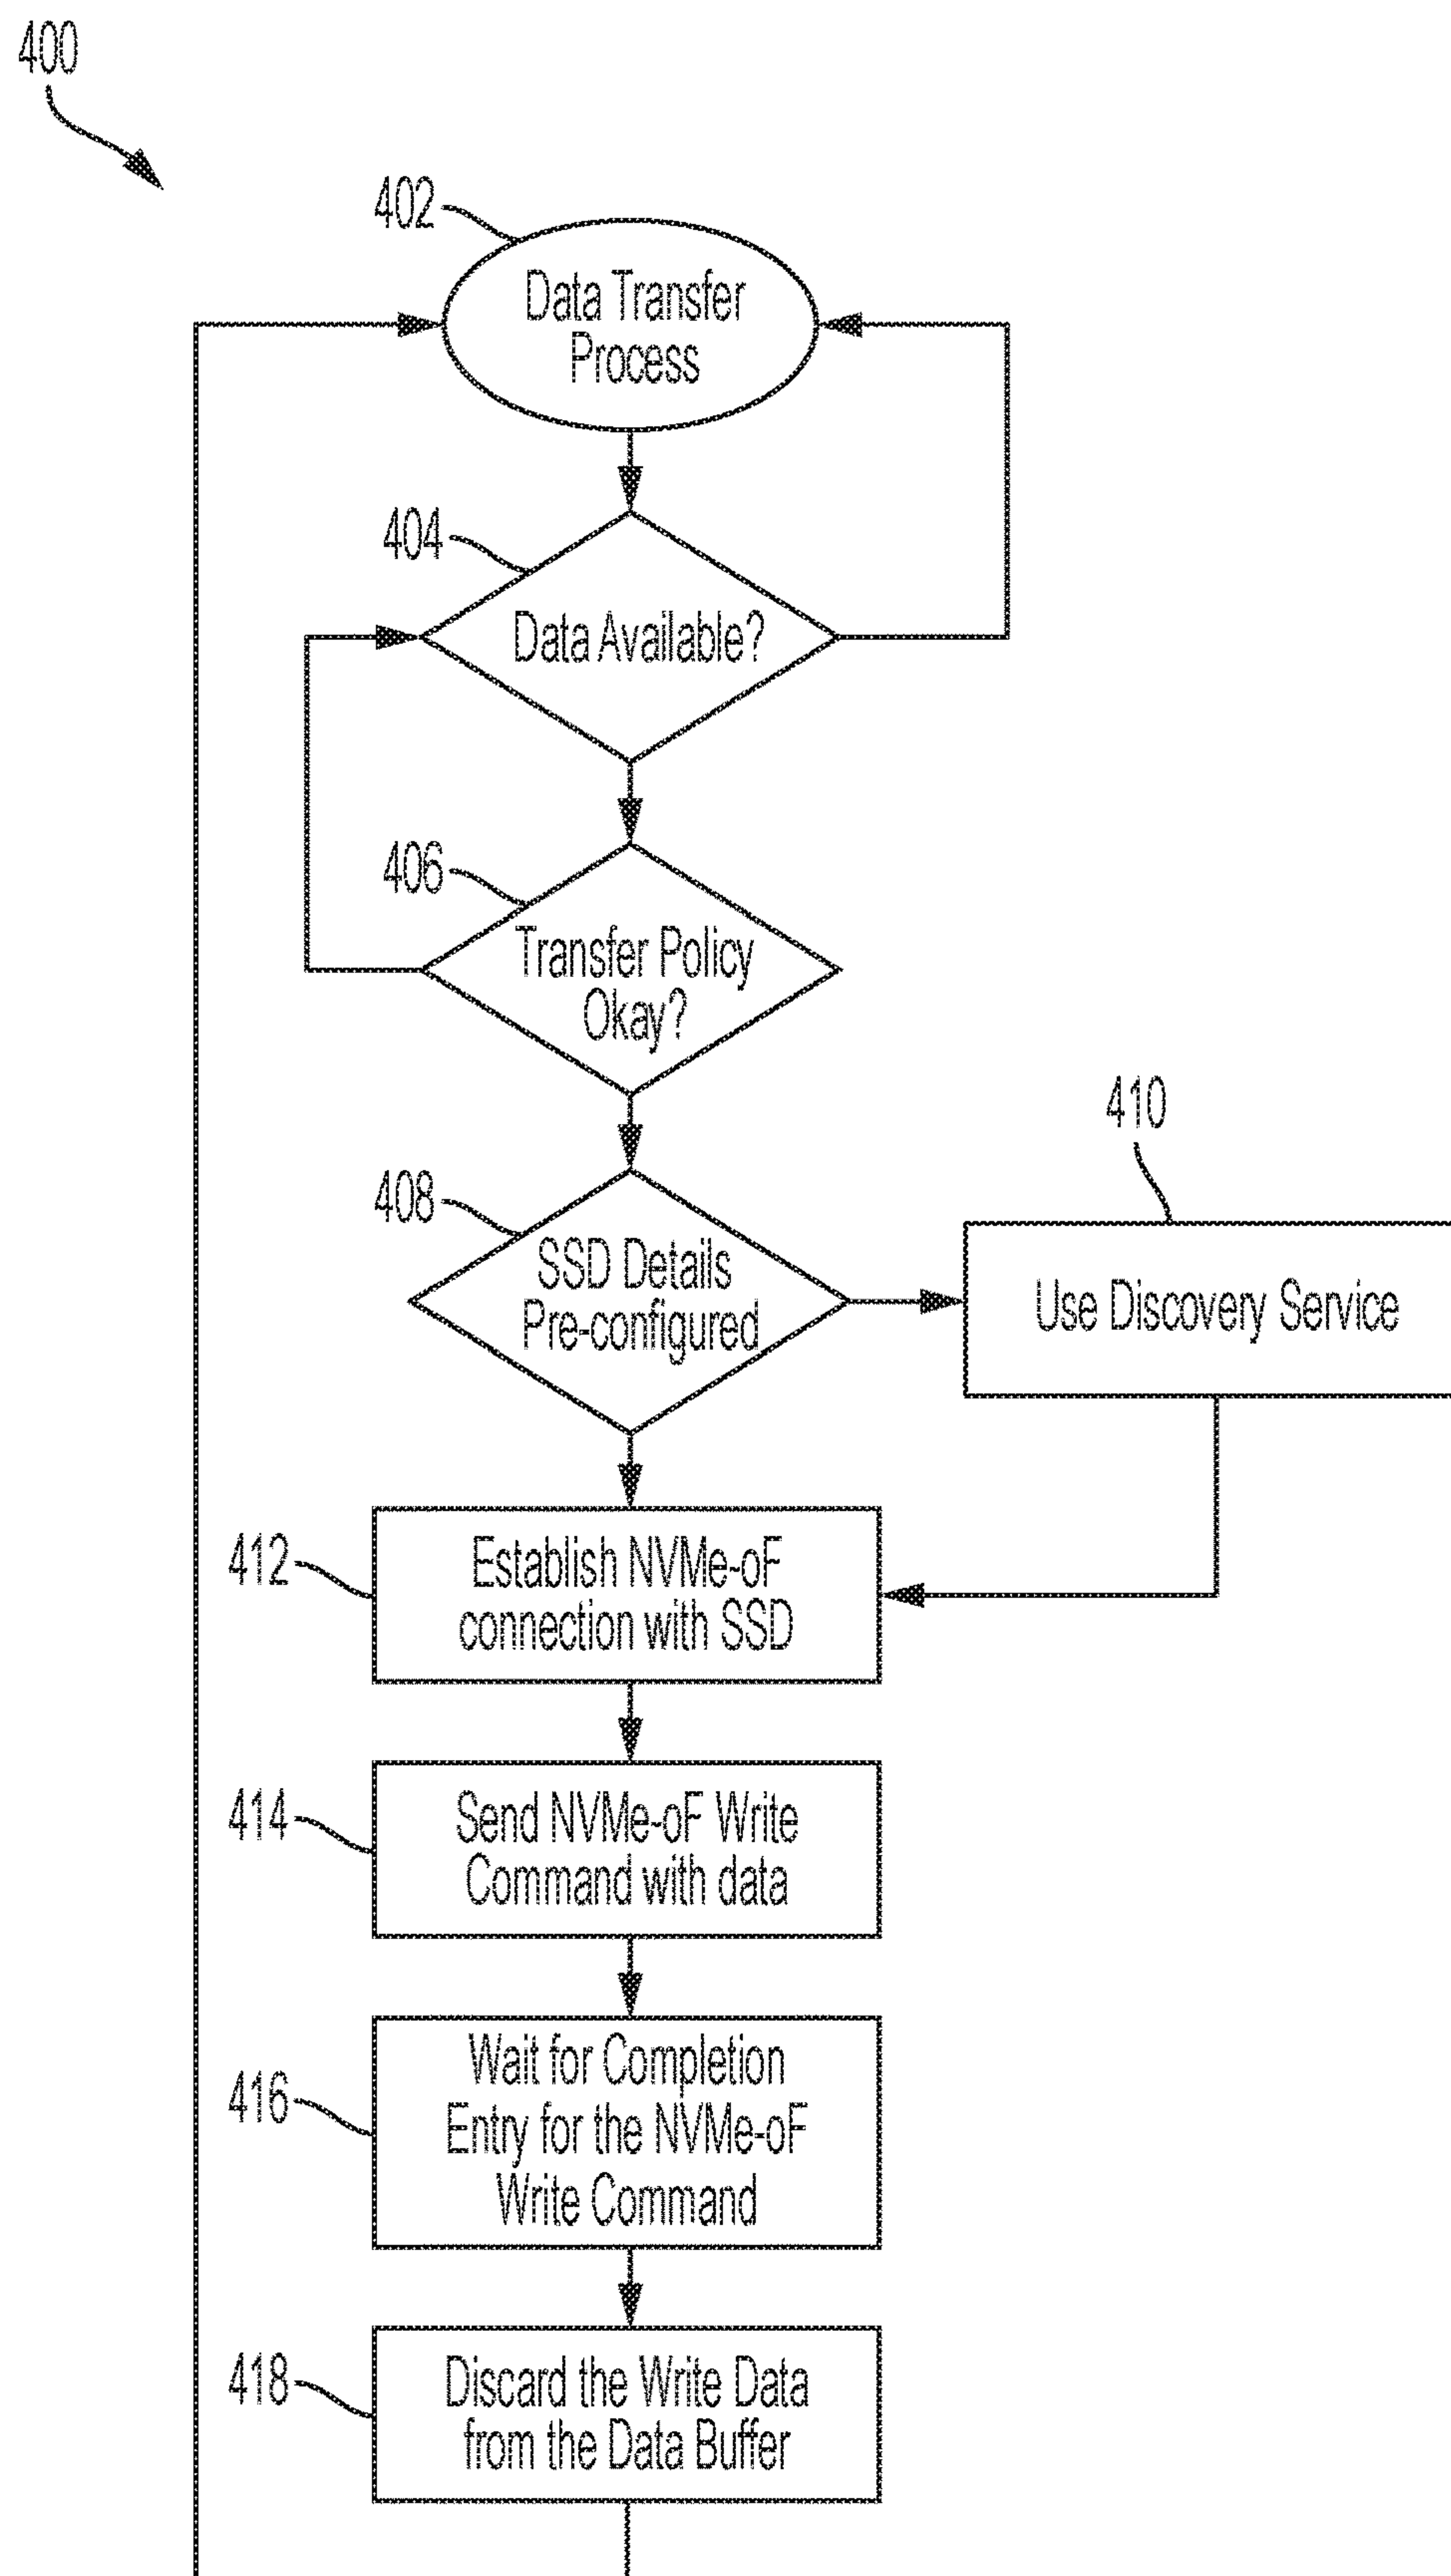 400
402
Data Transfer
Process
404
Data Available?
406
Transfer Policy
Okay?
408
SSD Details
Pre-configured
410
Use Discovery Service
412
Establish NVMe-oF
connection with SSD
414
Send NVMe-oF Write
Command with data
416
Wait for Completion
Entry for the NVMe-oF
Write Command
418
Discard the Write Data
from the Data Buffer